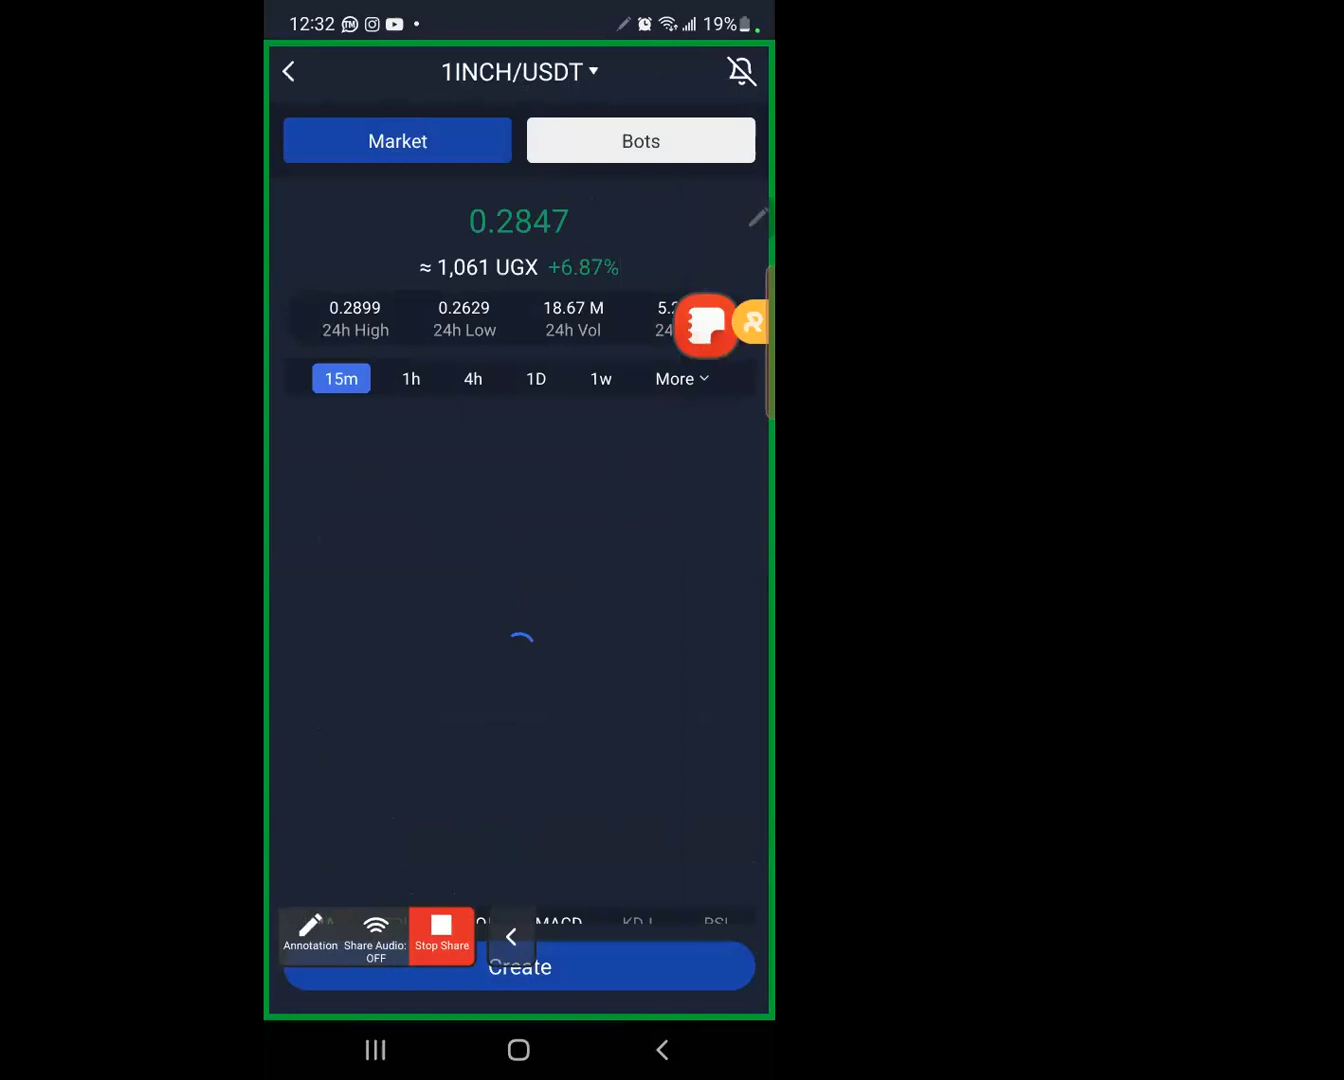 12:32 19%
1INCH/USDT
Market Bots
0.2847
≈ 1,061 UGX +6.87%
0.2899 0.2629 18.67 M
24h High 24h Low 24h Vol
15m 1h 4h 1D 1w More
MACD KDJ RSI
Annotation Share Audio: OFF Stop Share
Create